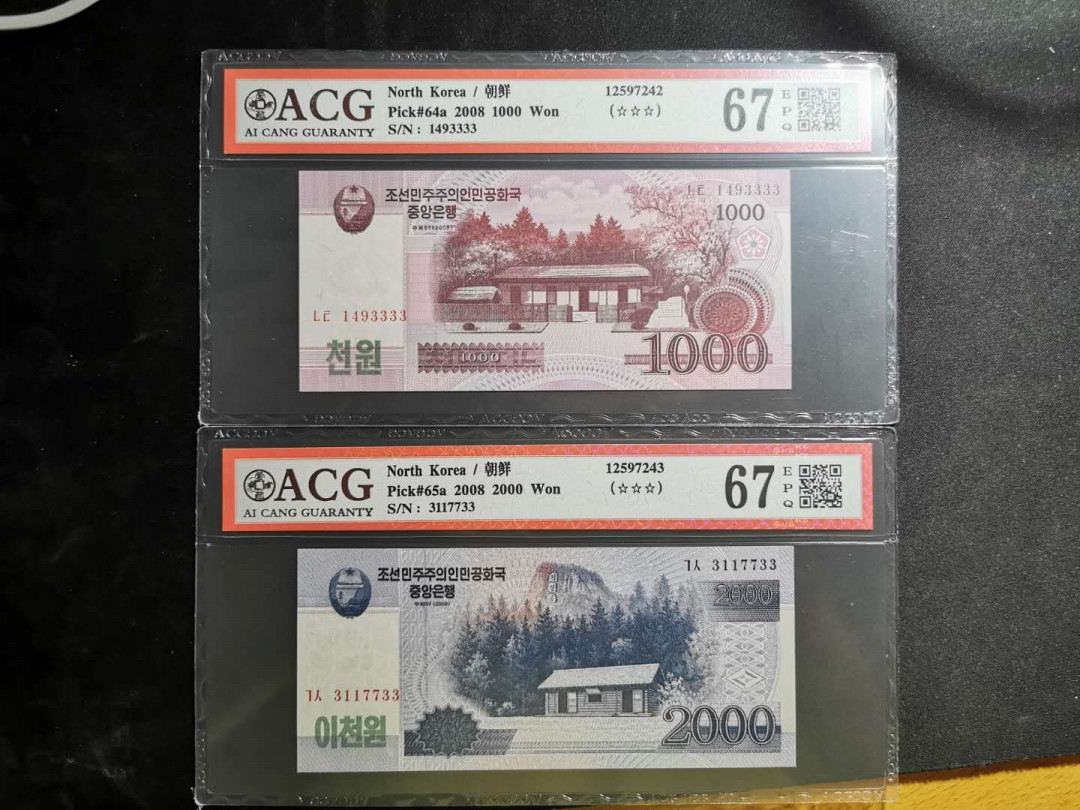 ACG
AI CANG GUARANTY
North Korea / 朝鲜
Pick#64a 2008 1000 Won
S/N : 1493333
12597242
(☆☆☆)
67
E
P
Q
조선민주주의인민공화국
중앙은행
ㄴㄷ 1493333
1000
ㄴㄷ 1493333
천원
1000
1000
ACG
AI CANG GUARANTY
North Korea / 朝鲜
Pick#65a 2008 2000 Won
S/N : 3117733
12597243
(☆☆☆)
67
E
P
Q
조선민주주의인민공화국
중앙은행
ㄱㅅ 3117733
2000
ㄱㅅ 3117733
이천원
2000